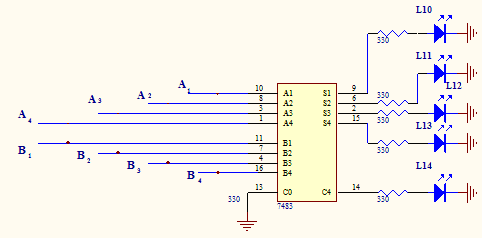 L10
330
L11
A1 10 A1 S1 9
A2 8 A2 S2 6 330
L12
A3 3 A3 S3 2
A4 1 A4 S4 15 330
L13
B1 11 B1
330
B2 7 B2
B3 4 B3
L14
B4 16 B4
330 13 C0 C4 14
7483
330